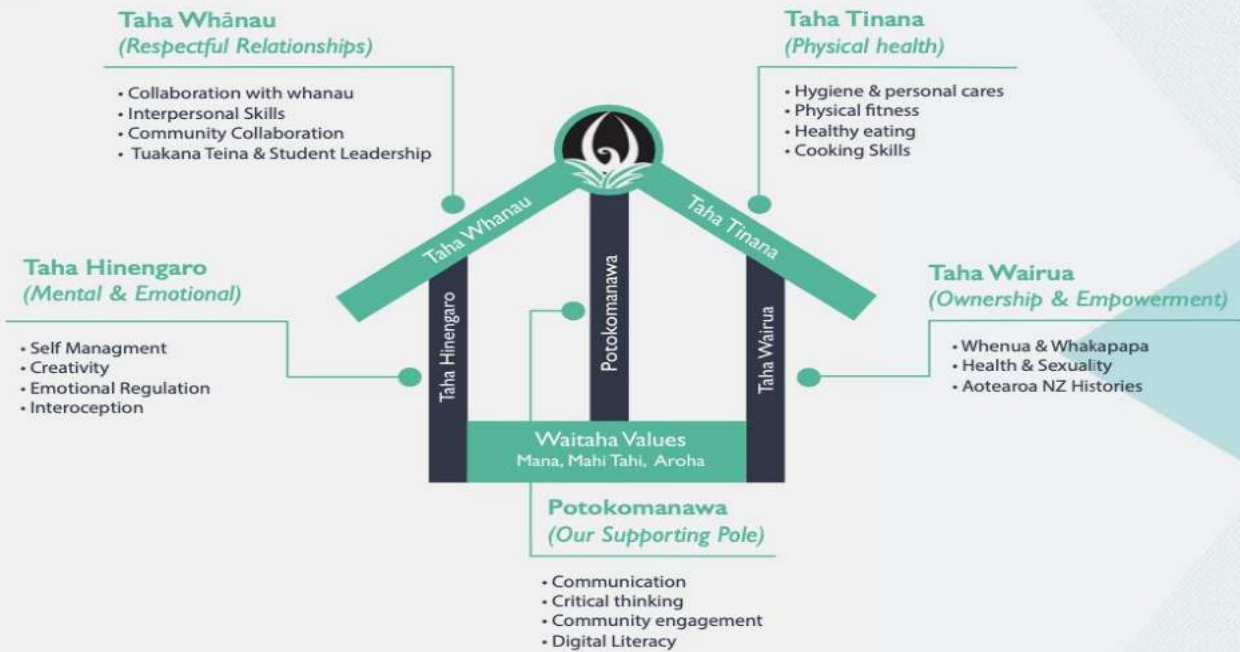 Taha Whānau
(Respectful Relationships)
• Collaboration with whanau
• Interpersonal Skills
• Community Collaboration
• Tuakana Teina & Student Leadership
Taha Tinana
(Physical health)
• Hygiene & personal cares
• Physical fitness
• Healthy eating
• Cooking Skills
Taha Whanau
Taha Tinana
Taha Hinengaro
(Mental & Emotional)
• Self Managment
• Creativity
• Emotional Regulation
• Interoception
Taha Hinengaro
Potokomanawa
Taha Wairua
Taha Wairua
(Ownership & Empowerment)
• Whenua & Whakapapa
• Health & Sexuality
• Aotearoa NZ Histories
Waitaha Values
Mana, Mahi Tahi, Aroha
Potokomanawa
(Our Supporting Pole)
• Communication
• Critical thinking
• Community engagement
• Digital Literacy